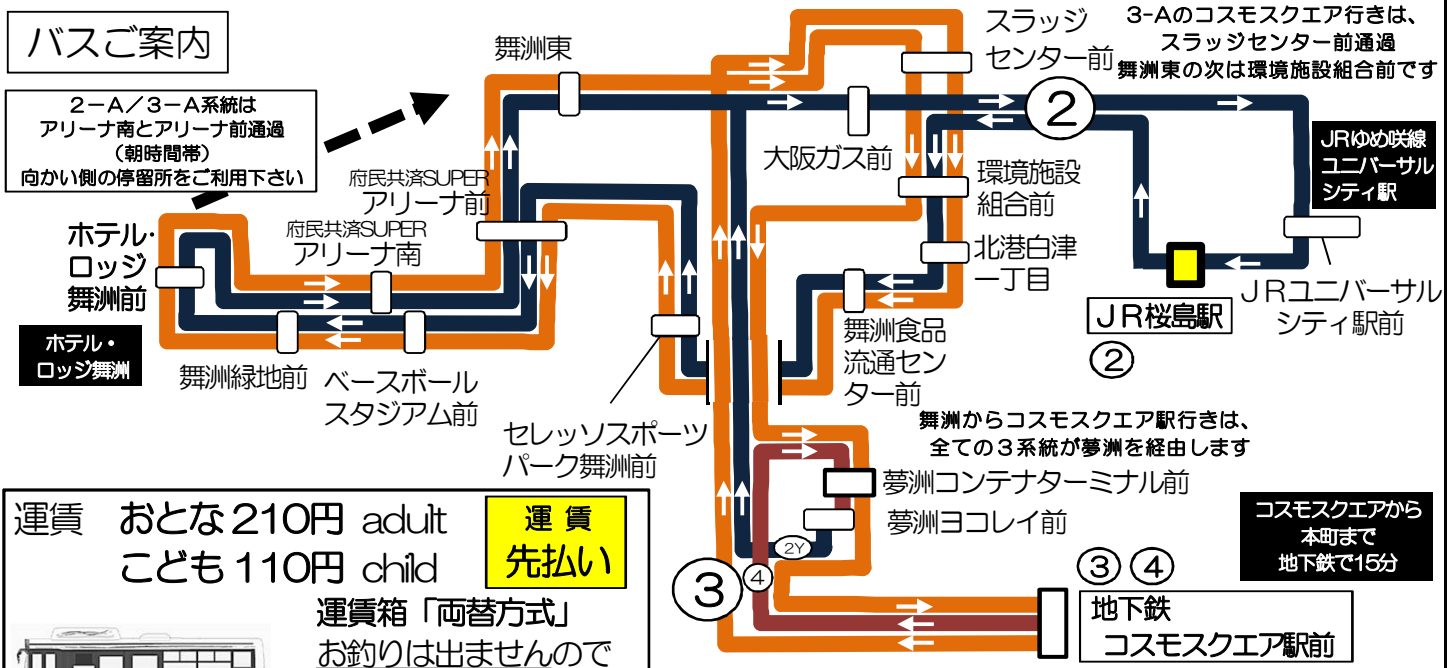 バスご案内
2-A/3-A系統は
アリーナ南とアリーナ前通過
(朝時間帯)
向かい側の停留所をご利用下さい
舞洲東
スラッジ
センター前
3-Aのコスモスクエア行きは、
スラッジセンター前通過
舞洲東の次は環境施設組合前です
②
大阪ガス前
環境施設
組合前
北港白津
一丁目
JRゆめ咲線
ユニバーサル
シティ駅
府民共済SUPER
アリーナ前
府民共済SUPER
アリーナ南
ホテル・
ロッジ
舞洲前
ホテル・
ロッジ舞洲
舞洲緑地前
ベースボール
スタジアム前
セレッソスポーツ
パーク舞洲前
舞洲食品
流通セン
ター前
JR桜島駅
②
JRユニバーサル
シティ駅前
舞洲からコスモスクエア駅行きは、
全ての3系統が夢洲を経由します
夢洲コンテナターミナル前
夢洲ヨコレイ前
2Y
③
④
コスモスクエアから
本町まで
地下鉄で15分
③ ④
地下鉄
コスモスクエア駅前
運賃 おとな210円 adult
こども110円 child
運賃
先払い
運賃箱「両替方式」
お釣りは出ませんので